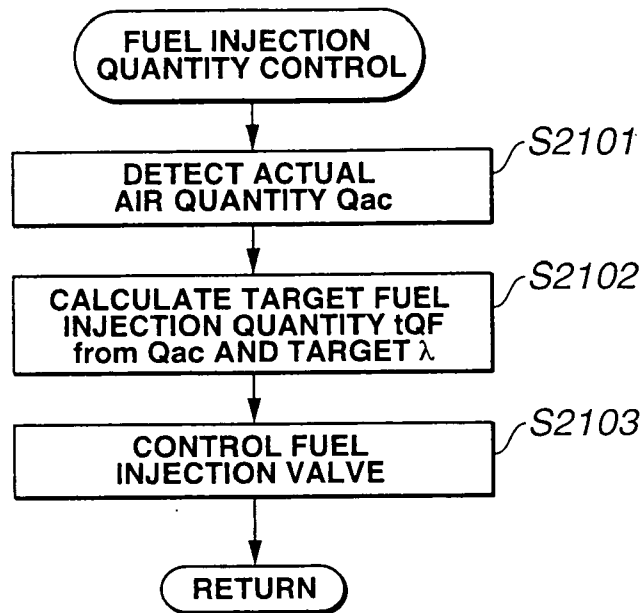 FUEL INJECTION
QUANTITY CONTROL
S2101
DETECT ACTUAL
AIR QUANTITY Qac
S2102
CALCULATE TARGET FUEL
INJECTION QUANTITY tQF
from Qac AND TARGET λ
S2103
CONTROL FUEL
INJECTION VALVE
RETURN